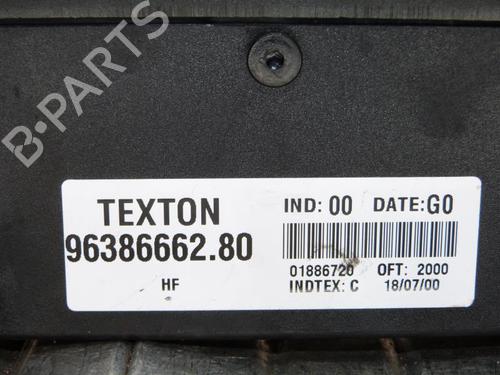 B-PARTS
TEXTON
96386662.80
HF
IND: 00 DATE: G0
01886720 OFT: 2000
INDTEX: C 18/07/00